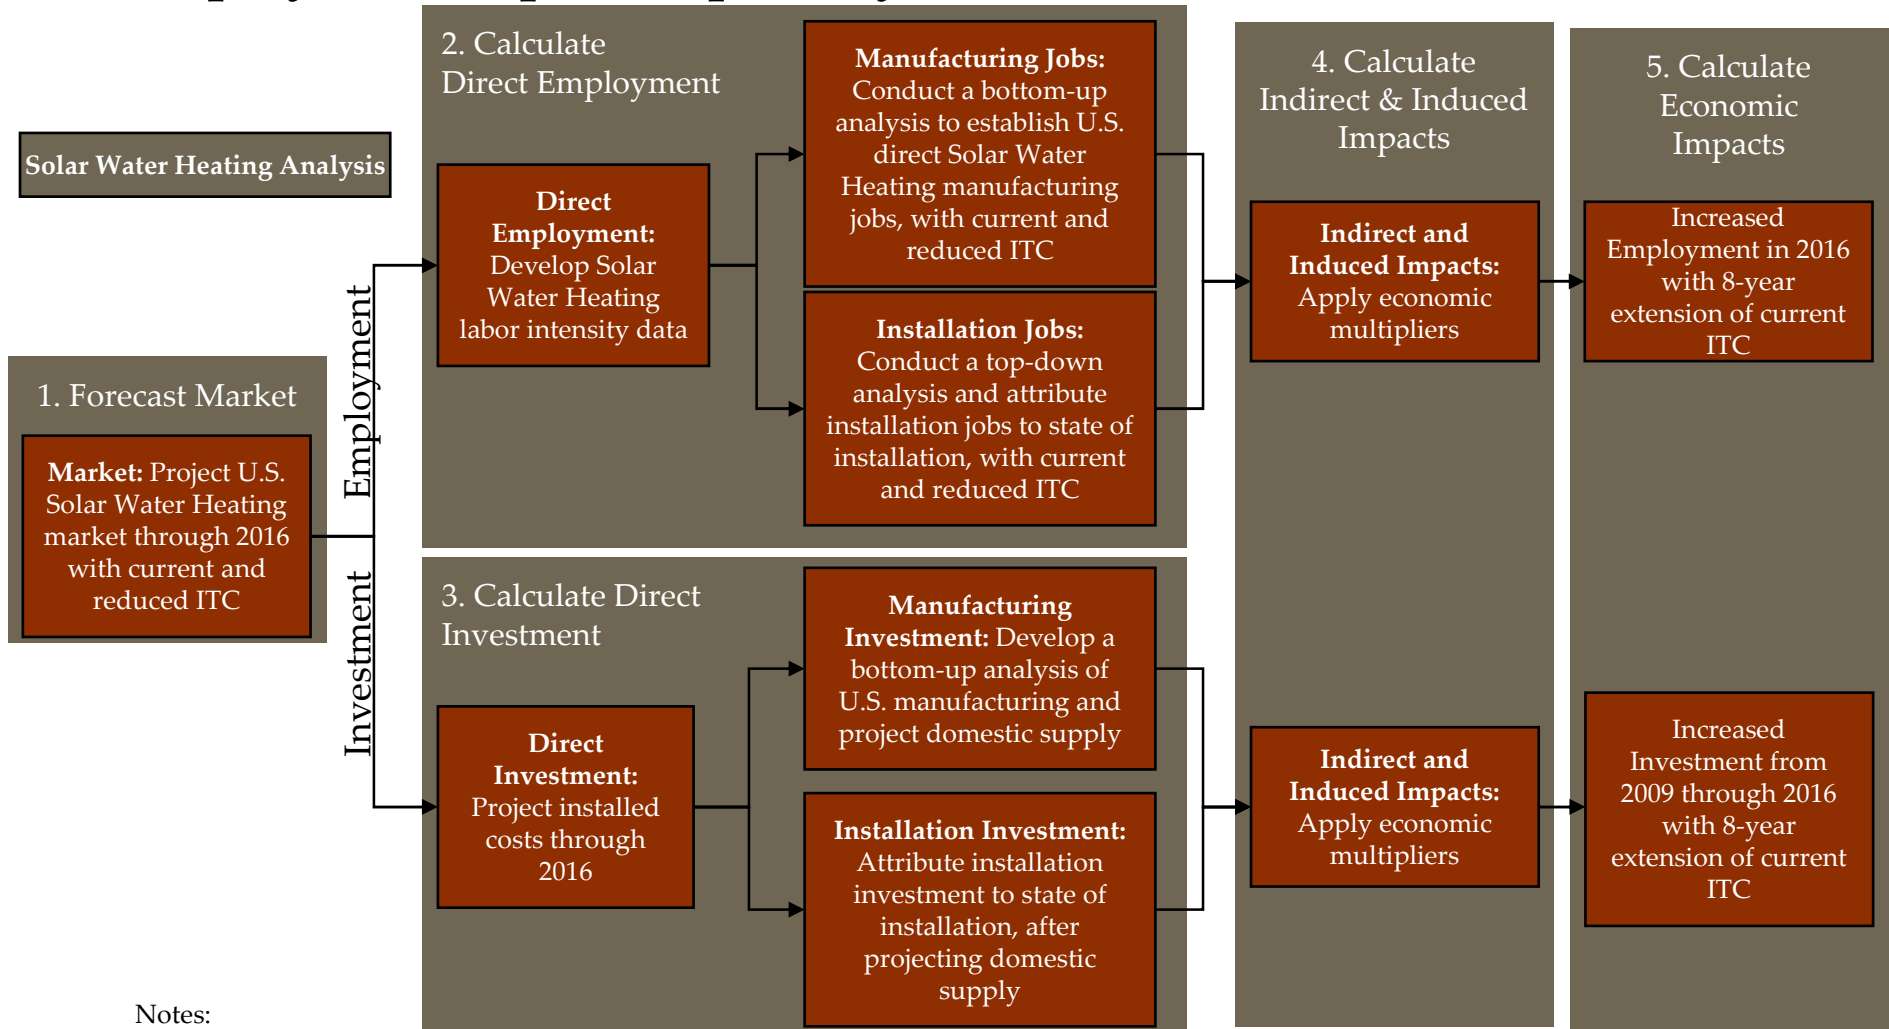 Solar Water Heating Analysis
1. Forecast Market
Market: Project U.S.
Solar Water Heating
market through 2016
with current and
reduced ITC
Employment
Investment
2. Calculate
Direct Employment
Direct
Employment:
Develop Solar
Water Heating
labor intensity data
Manufacturing Jobs:
Conduct a bottom-up
analysis to establish U.S.
direct Solar Water
Heating manufacturing
jobs, with current and
reduced ITC
Installation Jobs:
Conduct a top-down
analysis and attribute
installation jobs to state of
installation, with current
and reduced ITC
3. Calculate Direct
Investment
Direct
Investment:
Project installed
costs through
2016
Manufacturing
Investment: Develop a
bottom-up analysis of
U.S. manufacturing and
project domestic supply
Installation Investment:
Attribute installation
investment to state of
installation, after
projecting domestic
supply
4. Calculate
Indirect & Induced
Impacts
Indirect and
Induced Impacts:
Apply economic
multipliers
Indirect and
Induced Impacts:
Apply economic
multipliers
5. Calculate
Economic
Impacts
Increased
Employment in 2016
with 8-year
extension of current
ITC
Increased
Investment from
2009 through 2016
with 8-year
extension of current
ITC
Notes: